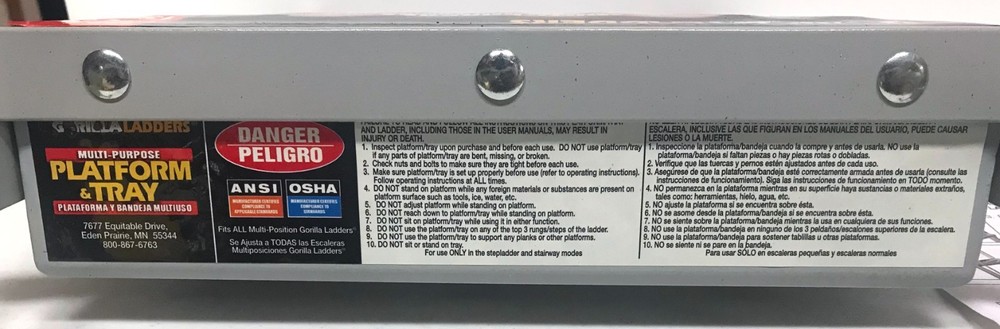 GORILLA LADDERS
MULTI-PURPOSE
PLATFORM
& TRAY
PLATAFORMA Y BANDEJA MULTIUSO
7677 Equitable Drive,
Eden Prairie, MN 55344
800-867-6763
DANGER
PELIGRO
ANSI OSHA
MANUFACTURER CERTIFIES
COMPLIANCE TO
APPLICABLE STANDARDS
MANUFACTURER CERTIFIES
COMPLIANCE TO
STANDARDS
Fits ALL Multi-Position Gorilla Ladders
Se Ajusta a TODAS las Escaleras
Multiposiciones Gorilla Ladders
AND LADDER, INCLUDING THOSE IN THE USER MANUALS, MAY RESULT IN
INJURY OR DEATH.
1. Inspect platform/tray upon purchase and before each use. DO NOT use platform/tray
if any parts of platform/tray are bent, missing, or broken.
2. Check nuts and bolts to make sure they are tight before each use.
3. Make sure platform/tray is set up properly before use (refer to operating instructions).
Follow operating instructions at ALL times.
4. DO NOT stand on platform while any foreign materials or substances are present on
platform surface such as tools, ice, water, etc.
5. DO NOT adjust platform while standing on platform.
6. DO NOT reach down to platform/tray while standing on platform.
7. DO NOT sit on platform/tray while using it in either function.
8. DO NOT use the platform/tray on any of the top 3 rungs/steps of the ladder.
9. DO NOT use the platform/tray to support any planks or other platforms.
10. DO NOT sit or stand on tray.
For use ONLY in the stepladder and stairway modes
ESCALERA, INCLUSIVE LAS QUE FIGURAN EN LOS MANUALES DEL USUARIO, PUEDE CAUSAR
LESIONES O LA MUERTE.
1. Inspeccione la plataforma/bandeja cuando la compre y antes de usarla. NO use la
plataforma/bandeja si faltan piezas o hay piezas rotas o dobladas.
2. Verifique que las tuercas y pernos estén ajustados antes de cada uso.
3. Asegúrese de que la plataforma/bandeja esté correctamente armada antes de usarla (consulte las
instrucciones de funcionamiento). Siga las instrucciones de funcionamiento en TODO momento.
4. NO permanezca en la plataforma mientras en su superficie haya sustancias o materiales extraños,
tales como: herramientas, hielo, agua, etc.
5. NO ajuste la plataforma si se encuentra sobre ésta.
6. NO se asome desde la plataforma/bandeja si se encuentra sobre ésta.
7. NO se siente sobre la plataforma/bandeja mientras la usa en cualquiera de sus funciones.
8. NO use la plataforma/bandeja en ninguno de los 3 peldaños/escalones superiores de la escalera.
9. NO use la plataforma/bandeja para sostener tablillas u otras plataformas.
10. NO se siente ni se pare en la bandeja.
Para usar SOLO en escaleras pequeñas y escaleras normales